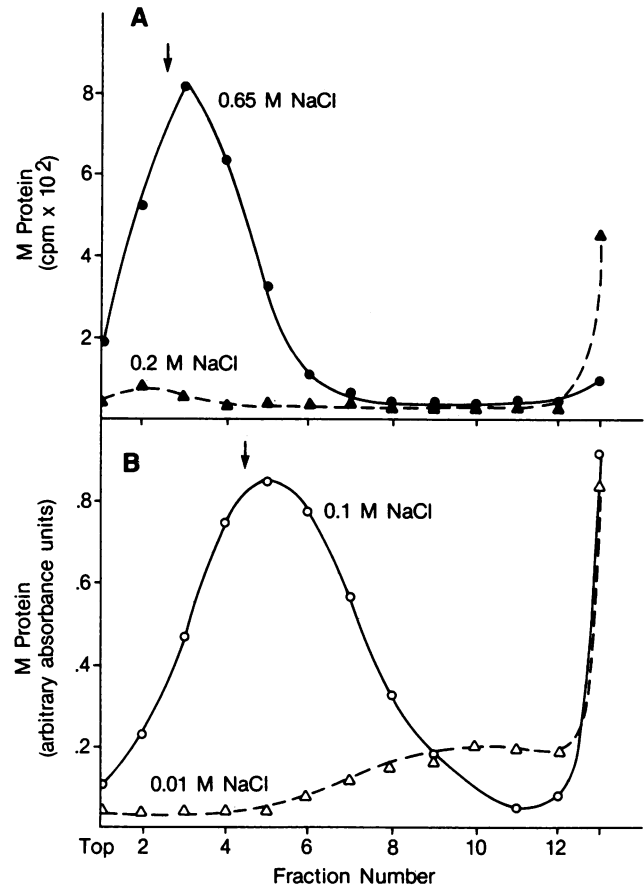 A
0.65 M NaCl
M Protein
(cpm x 10²)
8
6
4
2
0.2 M NaCl
B
0.1 M NaCl
M Protein
(arbitrary absorbance units)
.8
.6
.4
.2
0.01 M NaCl
Top 2 4 6 8 10 12
Fraction Number